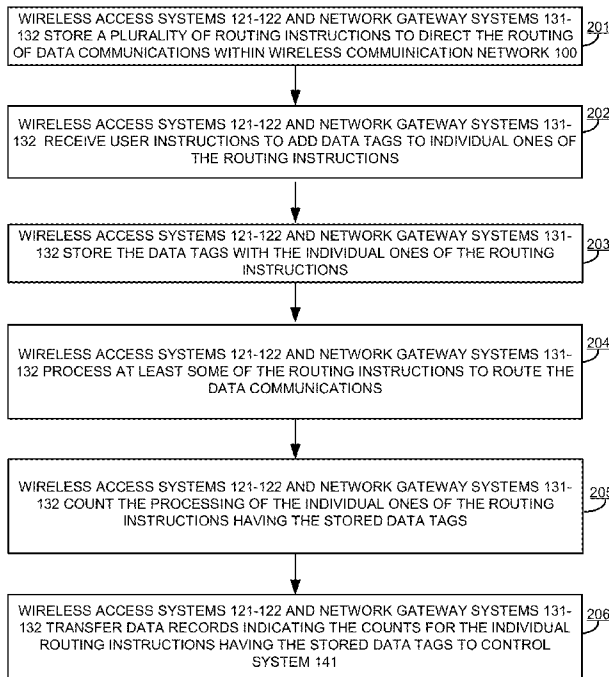 WIRELESS ACCESS SYSTEMS 121-122 AND NETWORK GATEWAY SYSTEMS 131-
132 STORE A PLURALITY OF ROUTING INSTRUCTIONS TO DIRECT THE ROUTING
OF DATA COMMUNICATIONS WITHIN WIRELESS COMMUINICATION NETWORK 100
201
WIRELESS ACCESS SYSTEMS 121-122 AND NETWORK GATEWAY SYSTEMS 131-
132 RECEIVE USER INSTRUCTIONS TO ADD DATA TAGS TO INDIVIDUAL ONES OF
THE ROUTING INSTRUCTIONS
202
WIRELESS ACCESS SYSTEMS 121-122 AND NETWORK GATEWAY SYSTEMS 131-
132 STORE THE DATA TAGS WITH THE INDIVIDUAL ONES OF THE ROUTING
INSTRUCTIONS
203
WIRELESS ACCESS SYSTEMS 121-122 AND NETWORK GATEWAY SYSTEMS 131-
132 PROCESS AT LEAST SOME OF THE ROUTING INSTRUCTIONS TO ROUTE THE
DATA COMMUNICATIONS
204
WIRELESS ACCESS SYSTEMS 121-122 AND NETWORK GATEWAY SYSTEMS 131-
132 COUNT THE PROCESSING OF THE INDIVIDUAL ONES OF THE ROUTING
INSTRUCTIONS HAVING THE STORED DATA TAGS
205
WIRELESS ACCESS SYSTEMS 121-122 AND NETWORK GATEWAY SYSTEMS 131-
132 TRANSFER DATA RECORDS INDICATING THE COUNTS FOR THE INDIVIDUAL
ROUTING INSTRUCTIONS HAVING THE STORED DATA TAGS TO CONTROL
SYSTEM 141
206